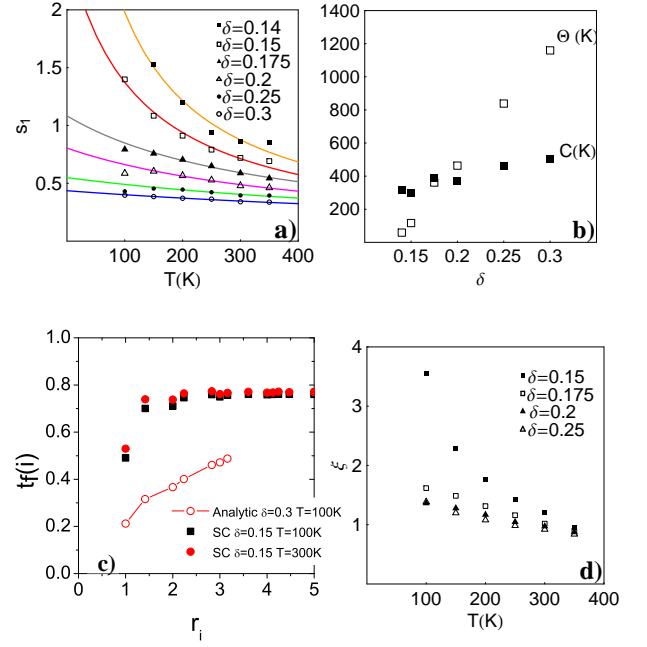 2
1.5
1
0.5
s1
100 200 300 400
T(K)
δ=0.14
δ=0.15
δ=0.175
δ=0.2
δ=0.25
δ=0.3
a)
1400
1200
1000
800
600
400
200
0.15 0.2 0.25 0.3
δ
Θ (K)
C(K)
b)
1.0
0.8
0.6
0.4
0.2
0.0
tf(i)
0 1 2 3 4 5
ri
Analytic δ=0.3 T=100K
SC δ=0.15 T=100K
SC δ=0.15 T=300K
c)
4
3
2
1
ξ
100 200 300 400
T(K)
δ=0.15
δ=0.175
δ=0.2
δ=0.25
d)